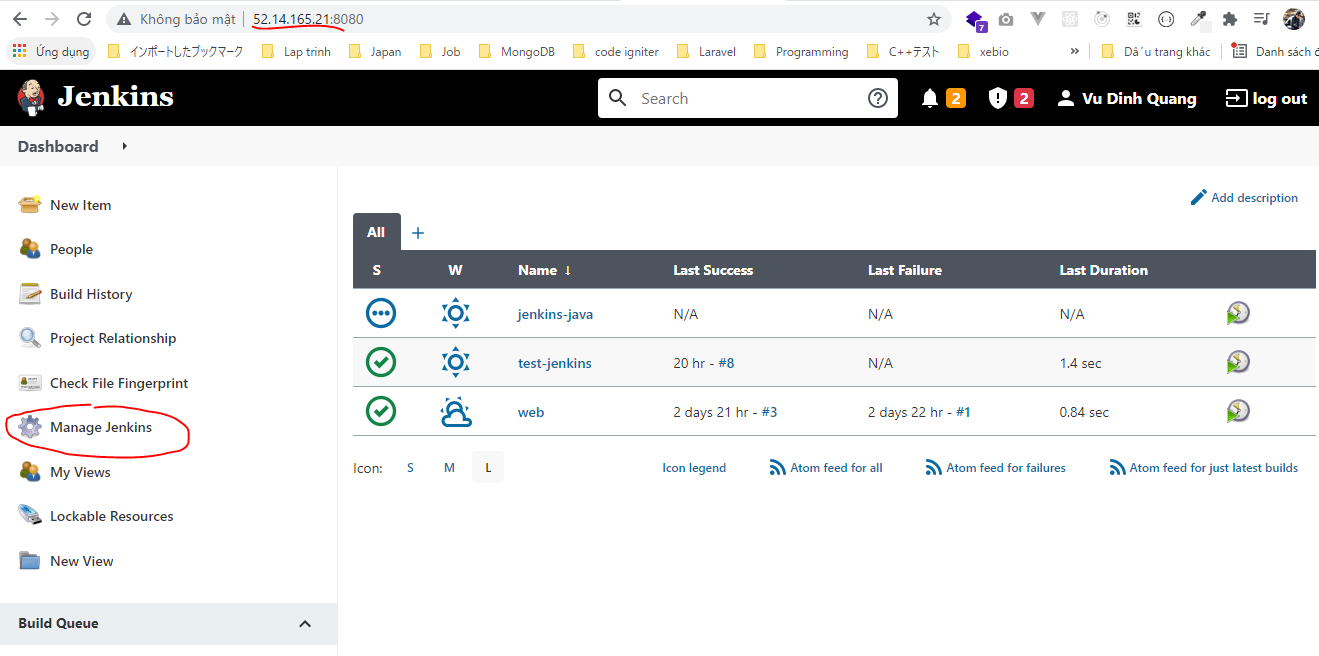 Không bảo mật 52.14.165.21:8080
7
Ứng dụng インポートしたブックマーク Lap trinh Japan Job MongoDB code igniter Laravel Programming C++テスト xebio » Dấu trang khác Danh sách đ
Jenkins Search 2 2 Vu Dinh Quang log out
Dashboard
New Item
People
Build History
Project Relationship
Check File Fingerprint
Manage Jenkins
My Views
Lockable Resources
New View
Build Queue
Add description
All +
S W Name ↓ Last Success Last Failure Last Duration
jenkins-java N/A N/A N/A
test-jenkins 20 hr - #8 N/A 1.4 sec
web 2 days 21 hr - #3 2 days 22 hr - #1 0.84 sec
Icon: S M L Icon legend Atom feed for all Atom feed for failures Atom feed for just latest builds